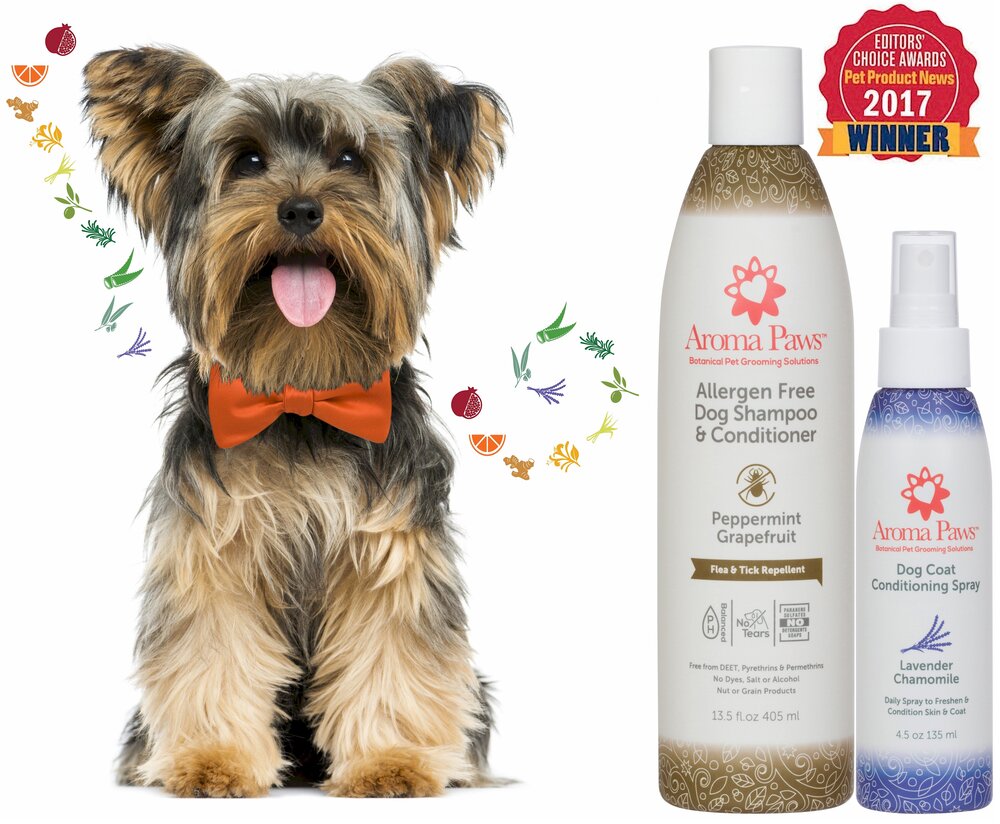 EDITORS'
CHOICE AWARDS
Pet Product News
2017
WINNER
Aroma Paws™
Botanical Pet Grooming Solutions
Allergen Free
Dog Shampoo
& Conditioner
Peppermint
Grapefruit
Flea & Tick Repellent
PH
Balanced
No
Tears
PARABENS
SULFATES
NO
DETERGENTS
SOAPS
Free from DEET, Pyrethrins & Permethrins
No Dyes, Salt or Alcohol
Nut or Grain Products
13.5 fl.oz 405 ml
Aroma Paws™
Botanical Pet Grooming Solutions
Dog Coat
Conditioning Spray
Lavender
Chamomile
Daily Spray to Freshen &
Condition Skin & Coat
4.5 oz 135 ml